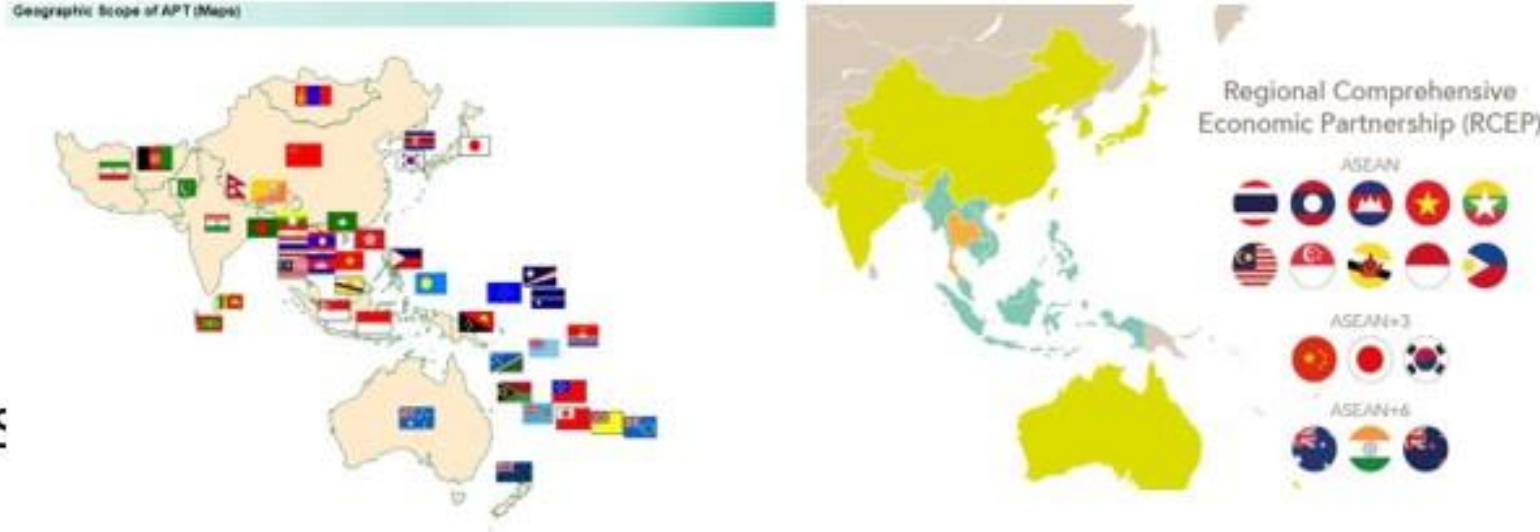 Geographic Scope of APT (Maps)
Regional Comprehensive
Economic Partnership (RCEP)
ASEAN
ASEAN+3
ASEAN+6